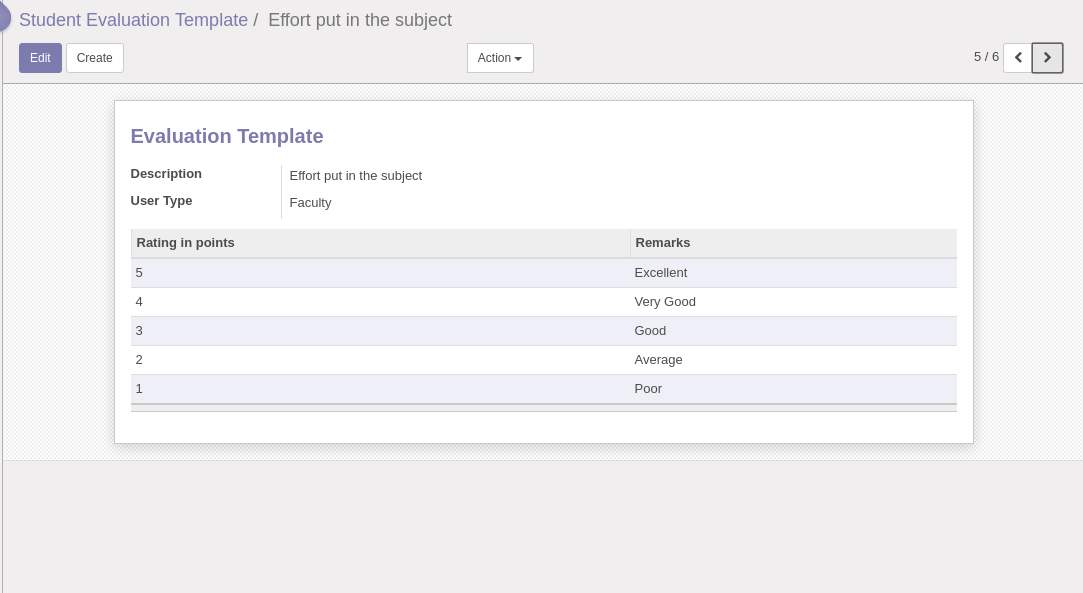 Student Evaluation Template / Effort put in the subject
Edit Create Action 5 / 6
Evaluation Template
Description Effort put in the subject
User Type Faculty
Rating in points Remarks
5 Excellent
4 Very Good
3 Good
2 Average
1 Poor